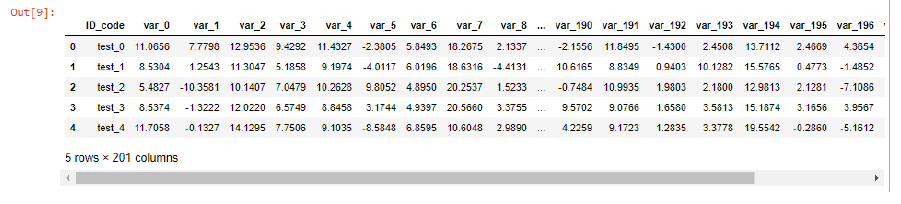 Out[9]:
ID_code var_0 var_1 var_2 var_3 var_4 var_5 var_6 var_7 var_8 ... var_190 var_191 var_192 var_193 var_194 var_195 var_196
0 test_0 11.0656 7.7798 12.9536 9.4292 11.4327 -2.3805 5.8493 18.2675 2.1337 ... -2.1556 11.8495 -1.4300 2.4508 13.7112 2.4669 4.3654
1 test_1 8.5304 1.2543 11.3047 5.1858 9.1974 -4.0117 6.0196 18.6316 -4.4131 ... 10.6165 8.8349 0.9403 10.1282 15.5765 0.4773 -1.4852
2 test_2 5.4827 -10.3581 10.1407 7.0479 10.2628 9.8052 4.8950 20.2537 1.5233 ... -0.7484 10.9935 1.9803 2.1800 12.9813 2.1281 -7.1086
3 test_3 8.5374 -1.3222 12.0220 6.5749 8.8458 3.1744 4.9397 20.5660 3.3755 ... 9.5702 9.0766 1.6580 3.5813 15.1874 3.1656 3.9567
4 test_4 11.7058 -0.1327 14.1295 7.7506 9.1035 -8.5848 6.8595 10.6048 2.9890 ... 4.2259 9.1723 1.2835 3.3778 19.5542 -0.2860 -5.1612
5 rows × 201 columns